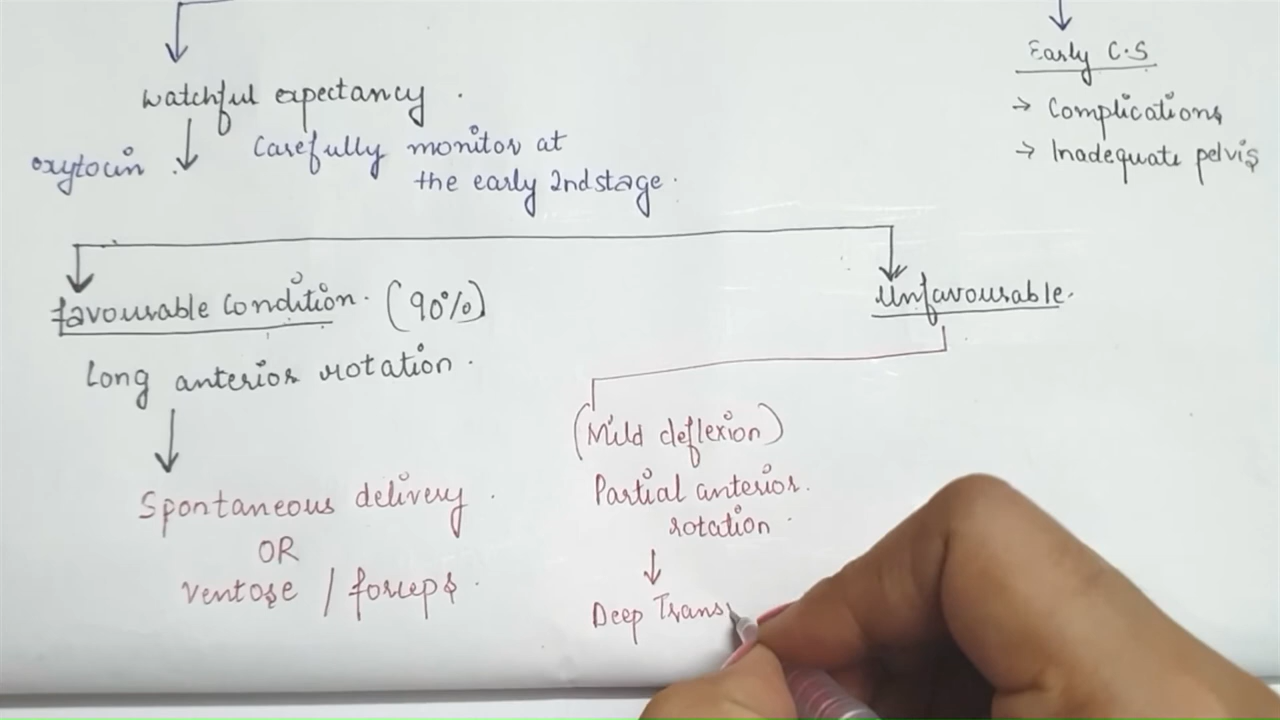 Watchful expectancy.
Early C.S
→ Complications
→ Inadequate pelvis
oxytocin. Carefully monitor at
the early 2nd stage.
favourable Condition. (90%)
Unfavourable.
Long anterior rotation.
(Mild deflexion)
Partial anterior.
rotation.
Spontaneous delivery.
OR
Ventose / forceps.
Deep Trans